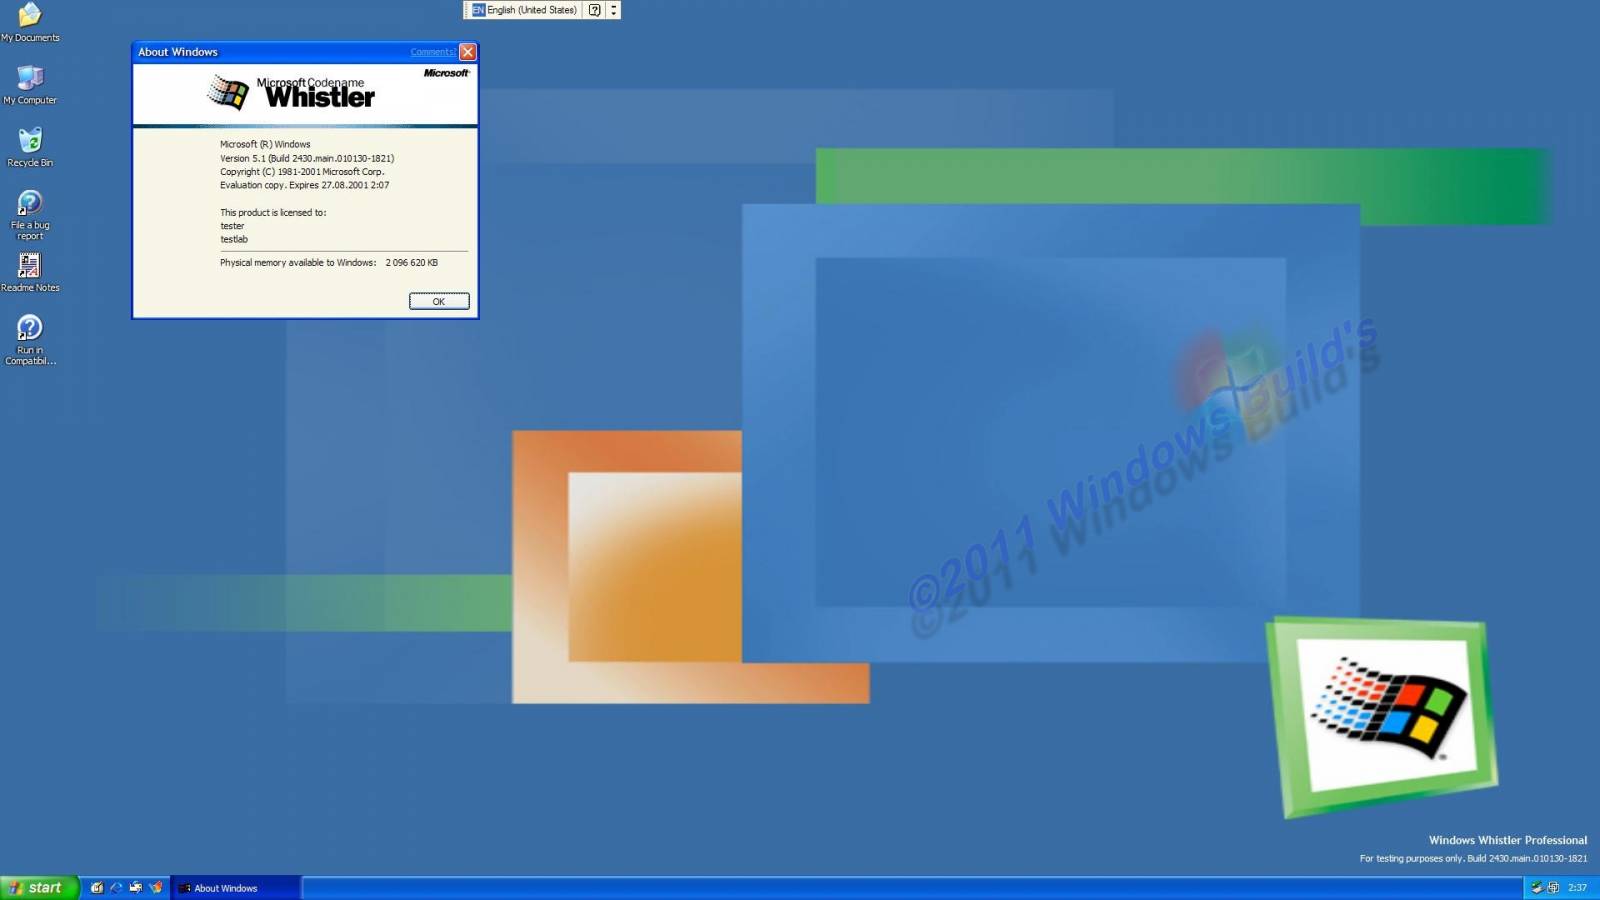 EN English (United States)
My Documents
My Computer
Recycle Bin
File a bug
report
Readme Notes
Run in
Compatibil...
About Windows
Comments?
Microsoft
Microsoft Codename
Whistler
Microsoft (R) Windows
Version 5.1 (Build 2430.main.010130-1821)
Copyright (C) 1981-2001 Microsoft Corp.
Evaluation copy. Expires 27.08.2001 2:07
This product is licensed to:
tester
testlab
Physical memory available to Windows: 2 096 620 KB
OK
©2011 Windows Build's
Windows Whistler Professional
For testing purposes only. Build 2430.main.010130-1821
start
About Windows
2:37